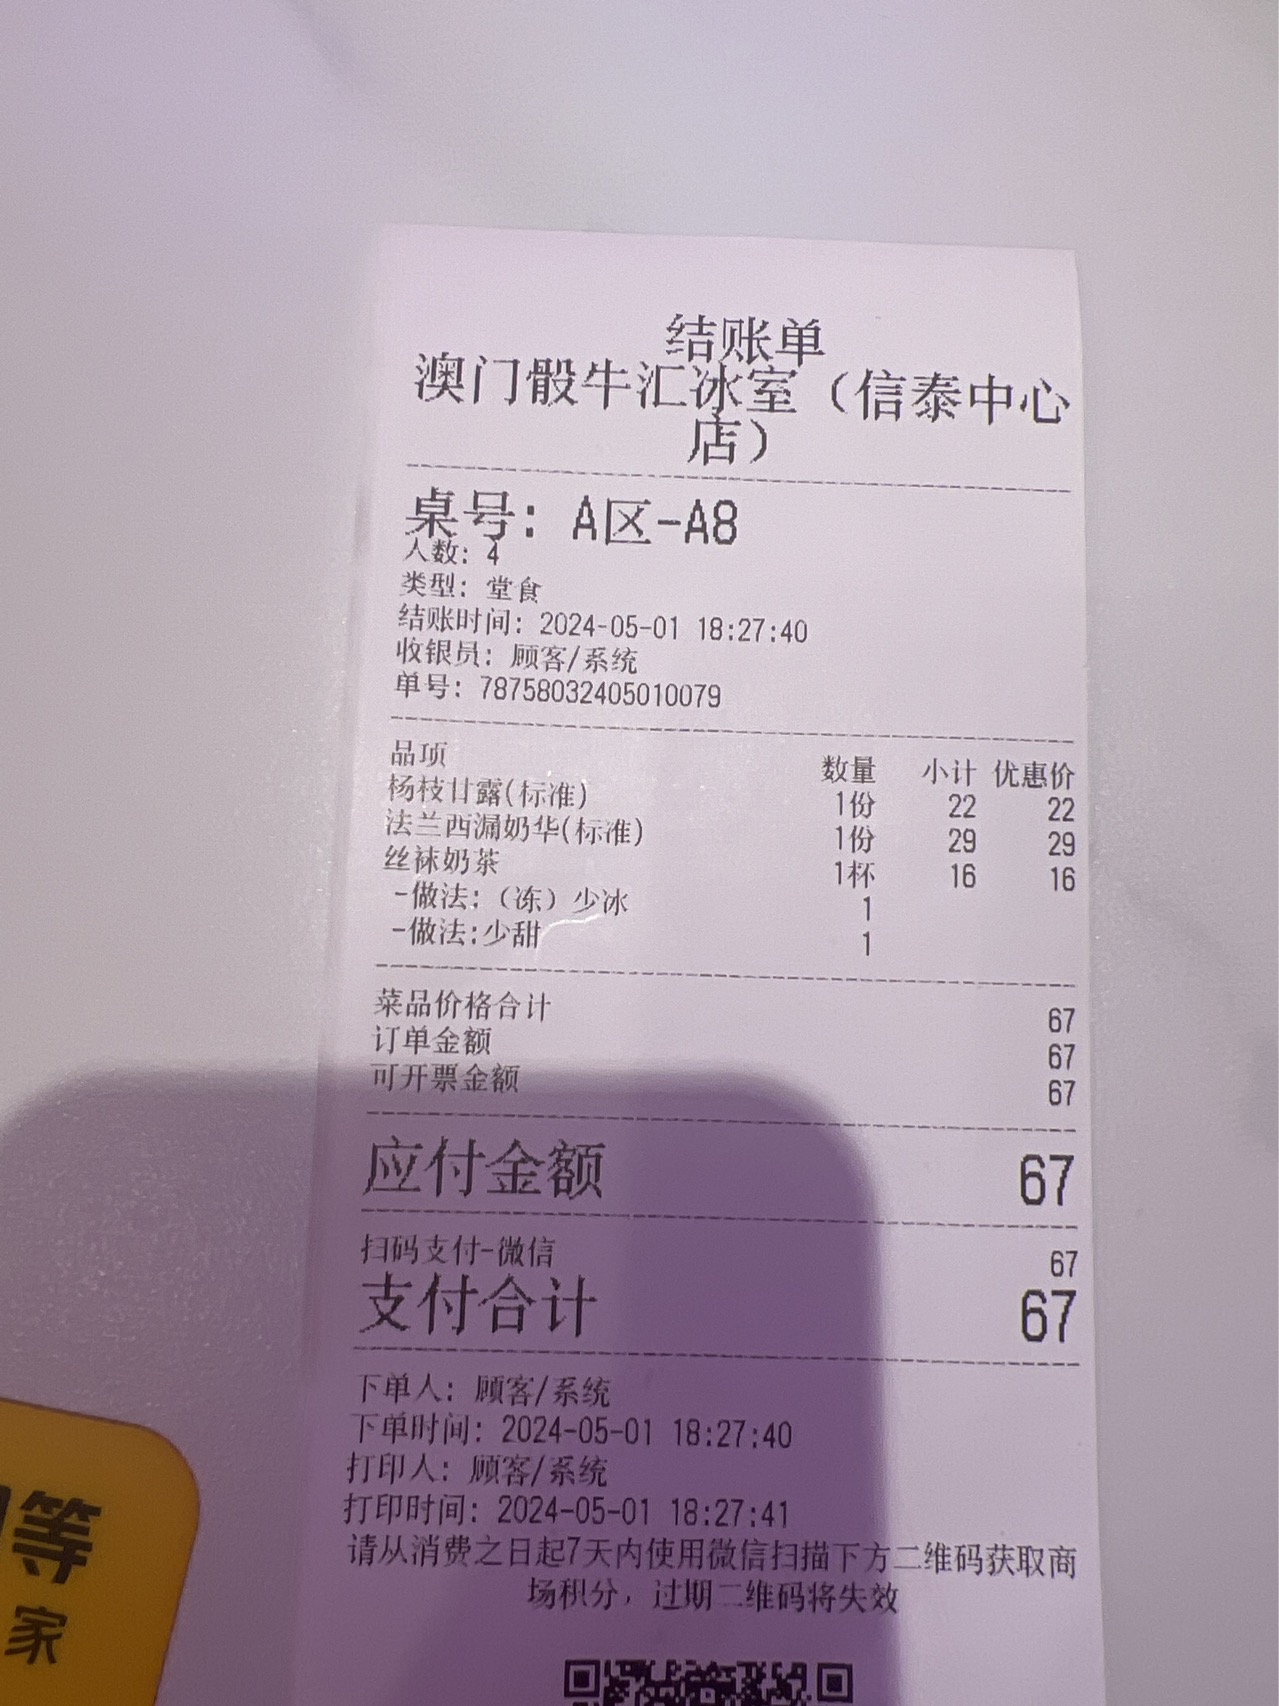 结账单
澳门骰牛汇冰室（信泰中心
店）
桌号: A区-A8
人数: 4
类型: 堂食
结账时间: 2024-05-01 18:27:40
收银员: 顾客/系统
单号: 78758032405010079
品项 数量 小计 优惠价
杨枝甘露(标准) 1份 22 22
法兰西漏奶华(标准) 1份 29 29
丝袜奶茶 1杯 16 16
-做法:（冻）少冰 1
-做法:少甜 1
菜品价格合计 67
订单金额 67
可开票金额 67
应付金额 67
扫码支付-微信 67
支付合计 67
下单人: 顾客/系统
下单时间: 2024-05-01 18:27:40
打印人: 顾客/系统
打印时间: 2024-05-01 18:27:41
请从消费之日起7天内使用微信扫描下方二维码获取商
场积分，过期二维码将失效
等
家